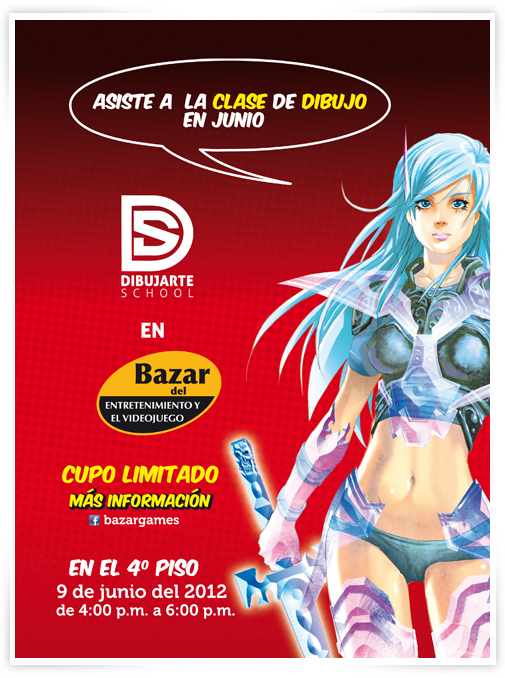 ASISTE A LA CLASE DE DIBUJO
EN JUNIO
DS
DIBUJARTE
SCHOOL
EN
Bazar
del
ENTRETENIMIENTO Y
EL VIDEOJUEGO
CUPO LIMITADO
MÁS INFORMACIÓN
f bazargames
EN EL 4º PISO
9 de junio del 2012
de 4:00 p.m. a 6:00 p.m.